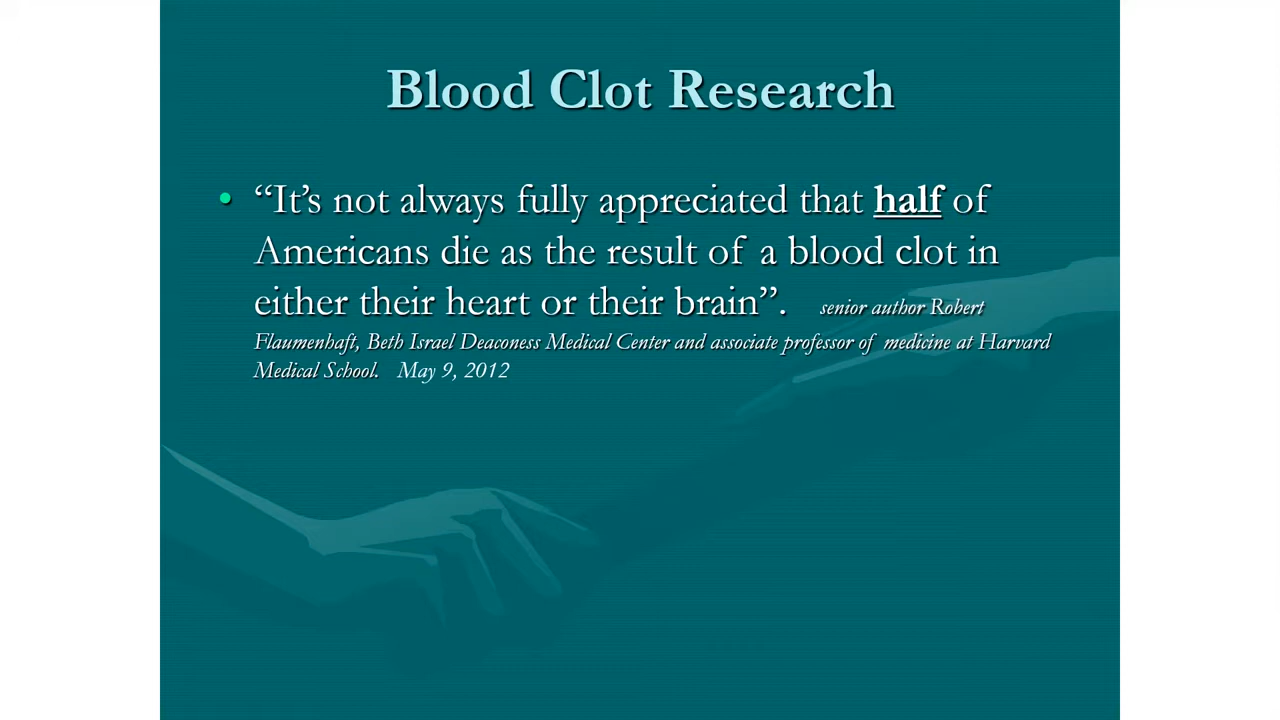 Blood Clot Research
• “It’s not always fully appreciated that half of
Americans die as the result of a blood clot in
either their heart or their brain”. senior author Robert
Flaumenhaft, Beth Israel Deaconess Medical Center and associate professor of medicine at Harvard
Medical School. May 9, 2012